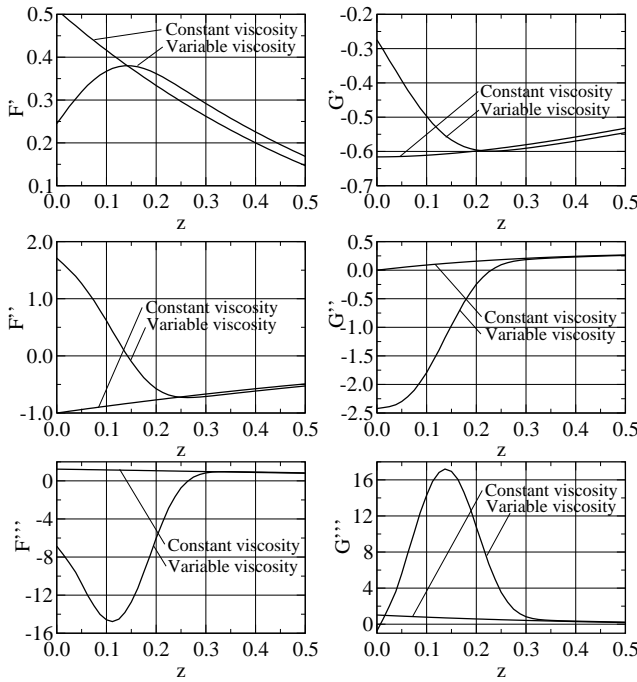 0.5
0.4
0.3
0.2
0.1
F'
Constant viscosity
Variable viscosity
0.0 0.1 0.2 0.3 0.4 0.5
z
-0.2
-0.3
-0.4
-0.5
-0.6
-0.7
G'
Constant viscosity
Variable viscosity
0.0 0.1 0.2 0.3 0.4 0.5
z
2.0
1.0
0.0
-1.0
F''
Constant viscosity
Variable viscosity
0.0 0.1 0.2 0.3 0.4 0.5
z
0.5
0.0
-0.5
-1.0
-1.5
-2.0
-2.5
G''
Constant viscosity
Variable viscosity
0.0 0.1 0.2 0.3 0.4 0.5
z
0
-4
-8
-12
-16
F'''
Constant viscosity
Variable viscosity
0.0 0.1 0.2 0.3 0.4 0.5
z
16
12
8
4
0
G'''
Constant viscosity
Variable viscosity
0.0 0.1 0.2 0.3 0.4 0.5
z